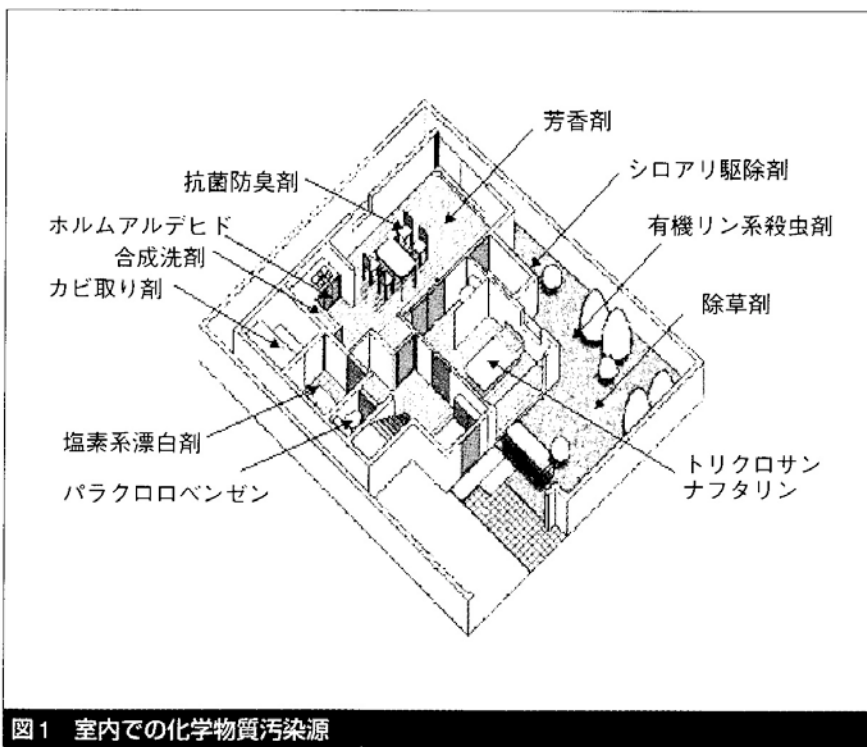 芳香剤
抗菌防臭剤
シロアリ駆除剤
ホルムアルデヒド
有機リン系殺虫剤
合成洗剤
カビ取り剤
除草剤
塩素系漂白剤
トリクロサン
ナフタリン
パラクロロベンゼン
図1 室内での化学物質汚染源